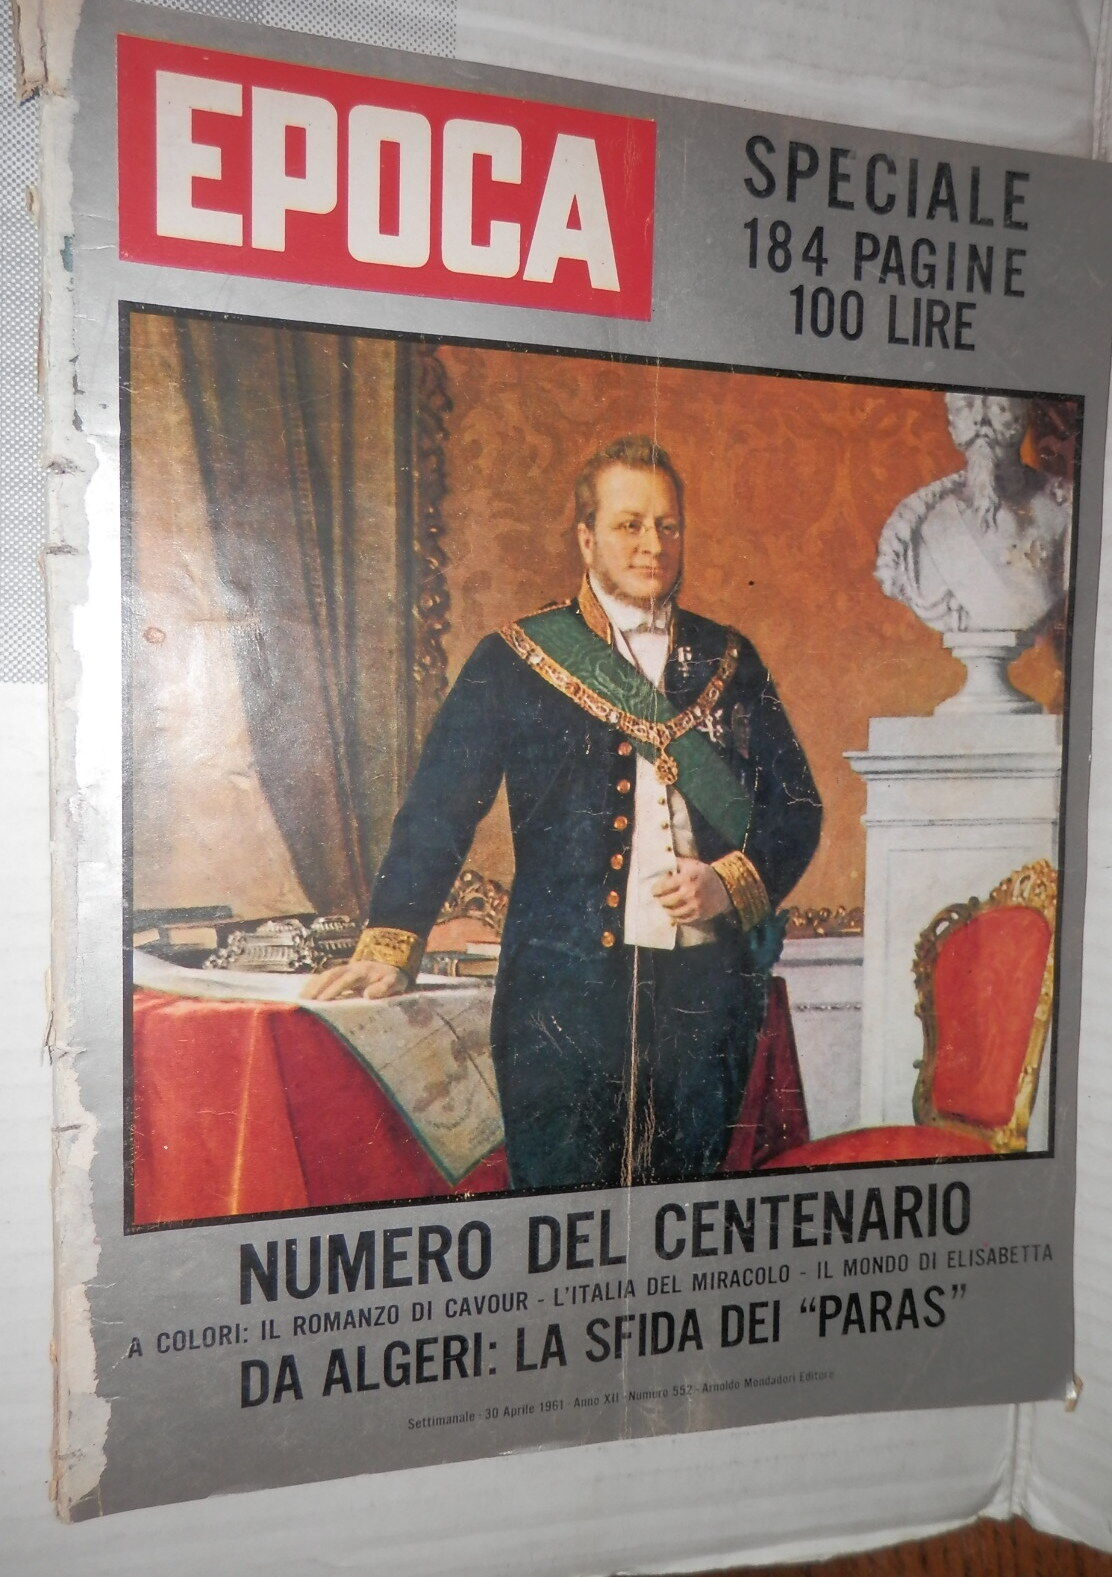 EPOCA
SPECIALE
184 PAGINE
100 LIRE
NUMERO DEL CENTENARIO
A COLORI: IL ROMANZO DI CAVOUR - L'ITALIA DEL MIRACOLO - IL MONDO DI ELISABETTA
DA ALGERI: LA SFIDA DEI “PARAS”
Settimanale - 30 Aprile 1961 - Anno XII - Numero 552 - Arnoldo Mondadori Editore